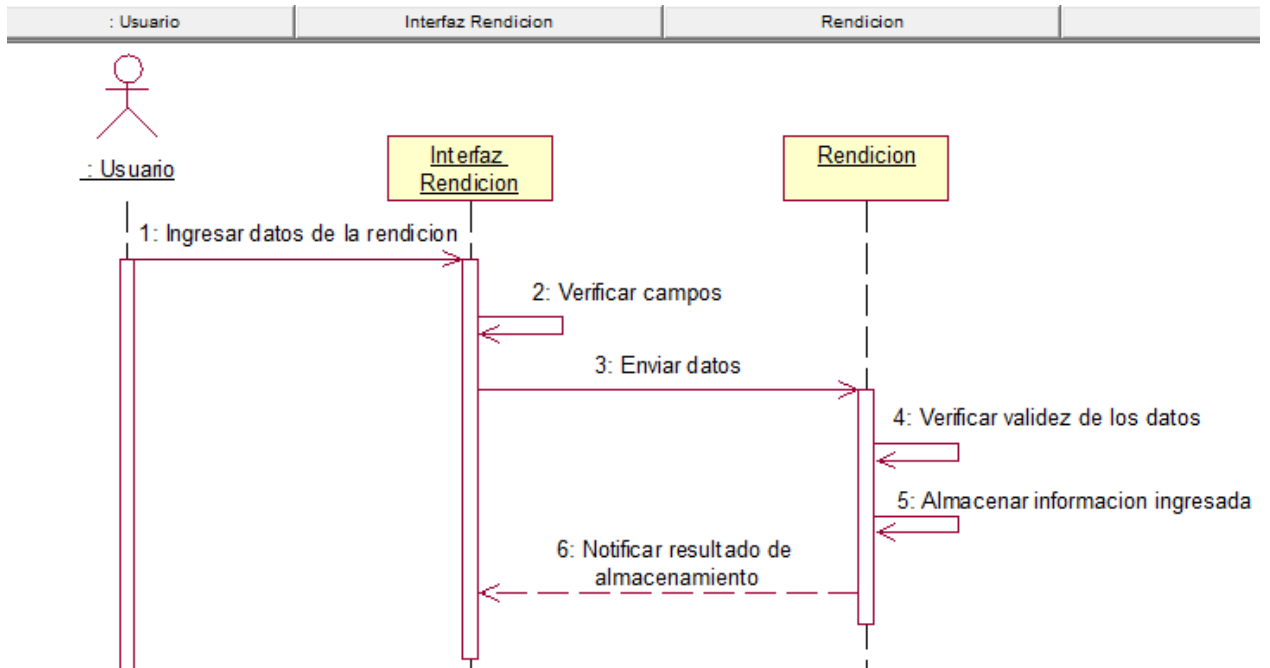 : Usuario
Interfaz Rendicion
Rendicion
: Usuario
Interfaz
Rendicion
Rendicion
1: Ingresar datos de la rendicion
2: Verificar campos
3: Enviar datos
4: Verificar validez de los datos
5: Almacenar informacion ingresada
6: Notificar resultado de
almacenamiento